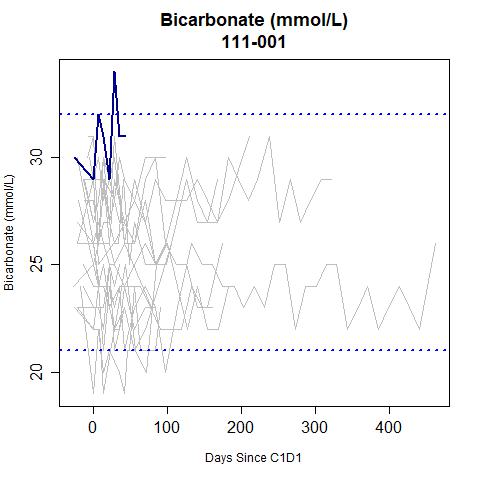 Bicarbonate (mmol/L)
111-001
Bicarbonate (mmol/L)
30
25
20
0 100 200 300 400
Days Since C1D1